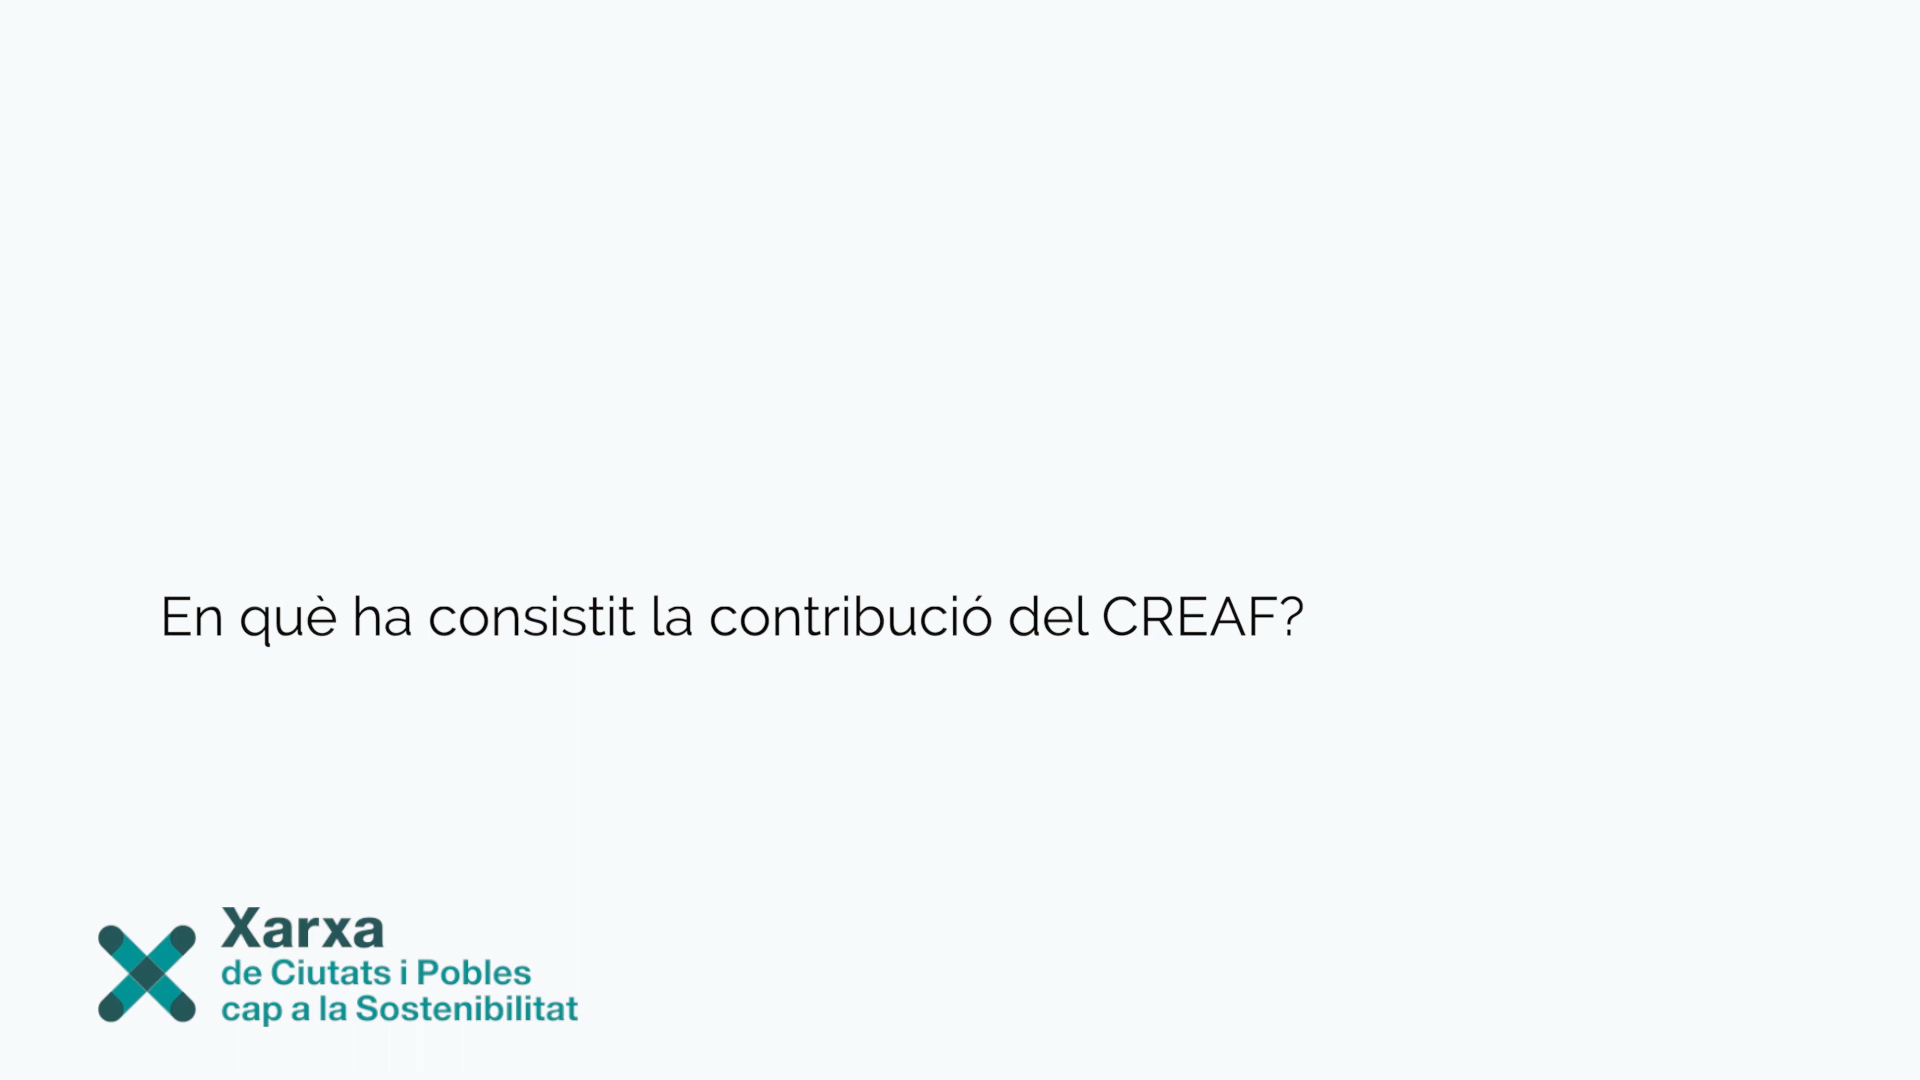 En què ha consistit la contribució del CREAF?
Xarxa
de Ciutats i Pobles
cap a la Sostenibilitat